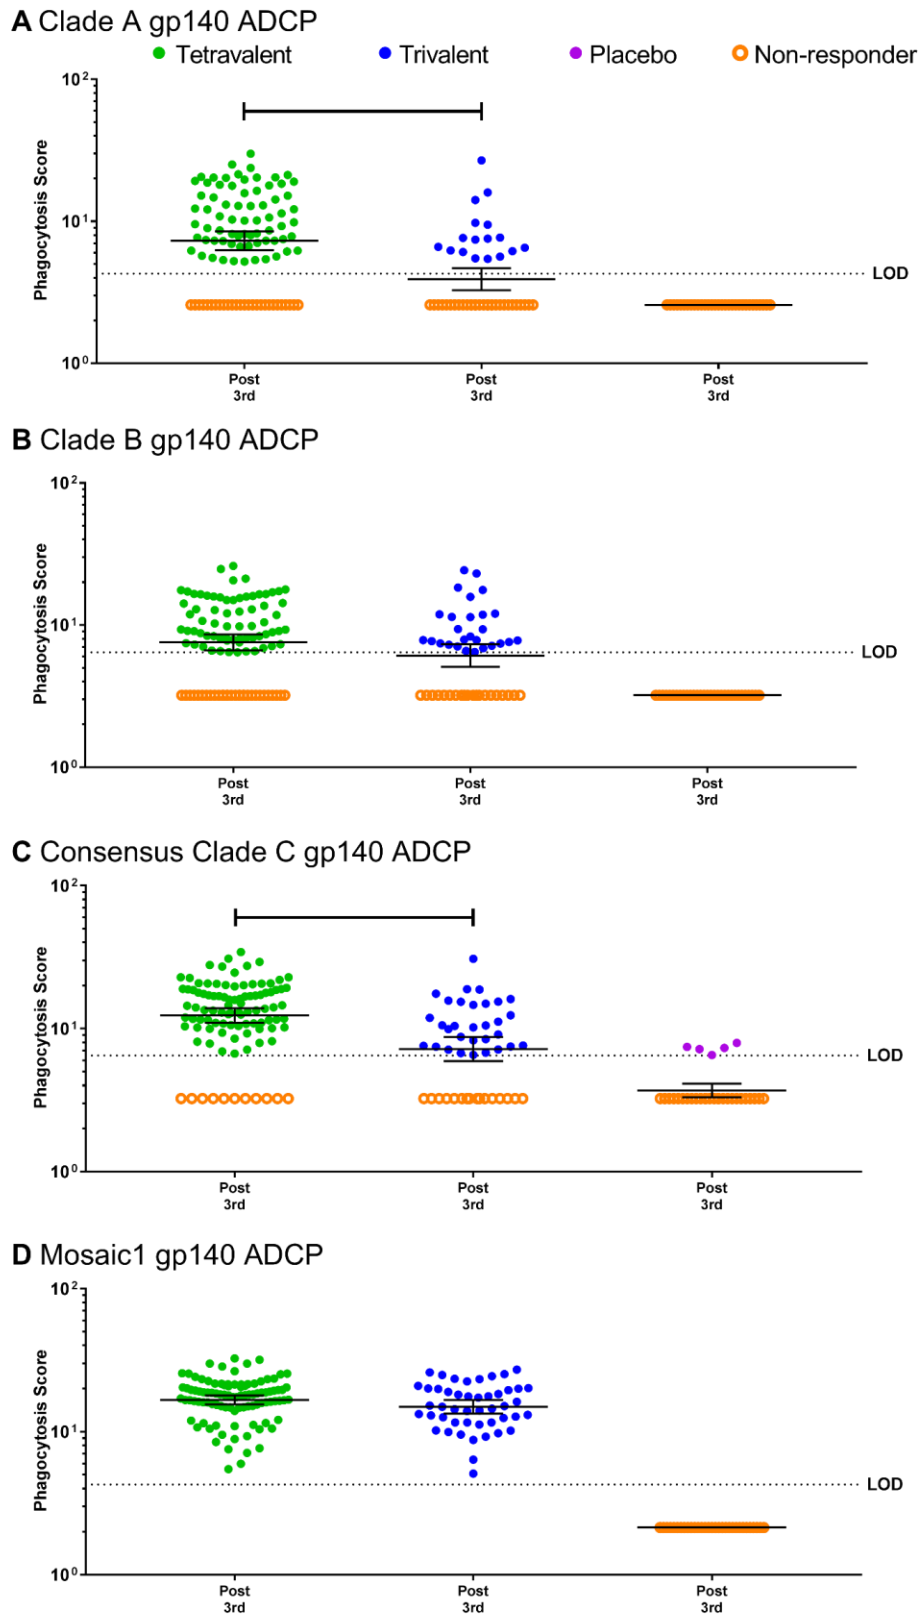 A Clade A gp140 ADCP
Tetravalent Trivalent Placebo Non-responder
10²
10¹
10⁰
Phagocytosis Score
LOD
Post 3rd
Post 3rd
Post 3rd
B Clade B gp140 ADCP
10²
10¹
10⁰
Phagocytosis Score
LOD
Post 3rd
Post 3rd
Post 3rd
C Consensus Clade C gp140 ADCP
10²
10¹
10⁰
Phagocytosis Score
LOD
Post 3rd
Post 3rd
Post 3rd
D Mosaic1 gp140 ADCP
10²
10¹
10⁰
Phagocytosis Score
LOD
Post 3rd
Post 3rd
Post 3rd